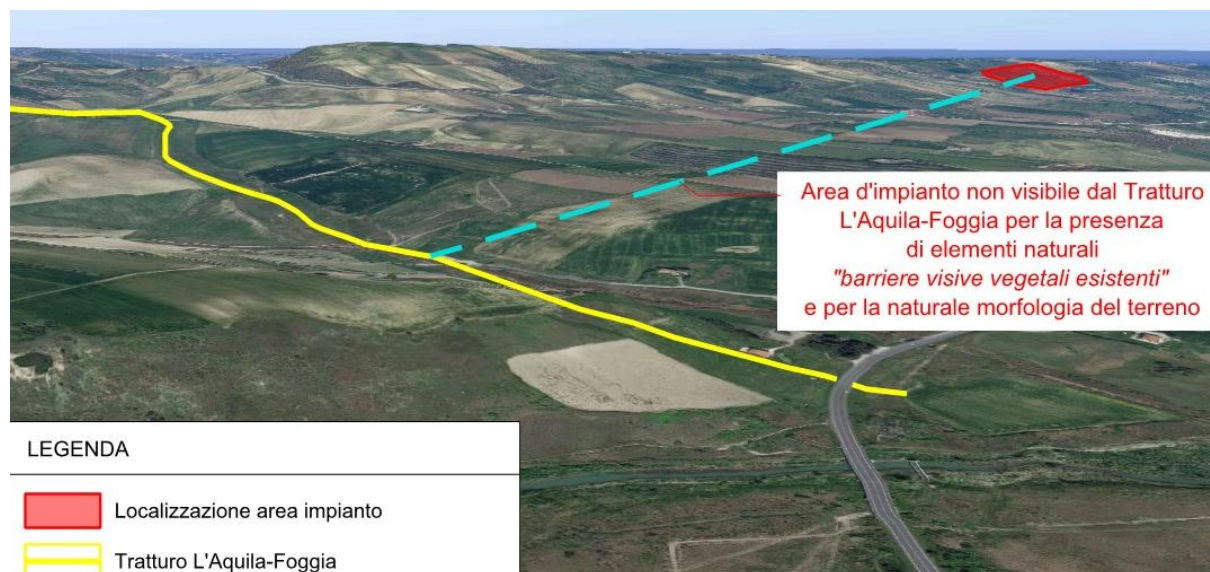 Area d'impianto non visibile dal Tratturo
L'Aquila-Foggia per la presenza
di elementi naturali
"barriere visive vegetali esistenti"
e per la naturale morfologia del terreno
LEGENDA
Localizzazione area impianto
Tratturo L'Aquila-Foggia